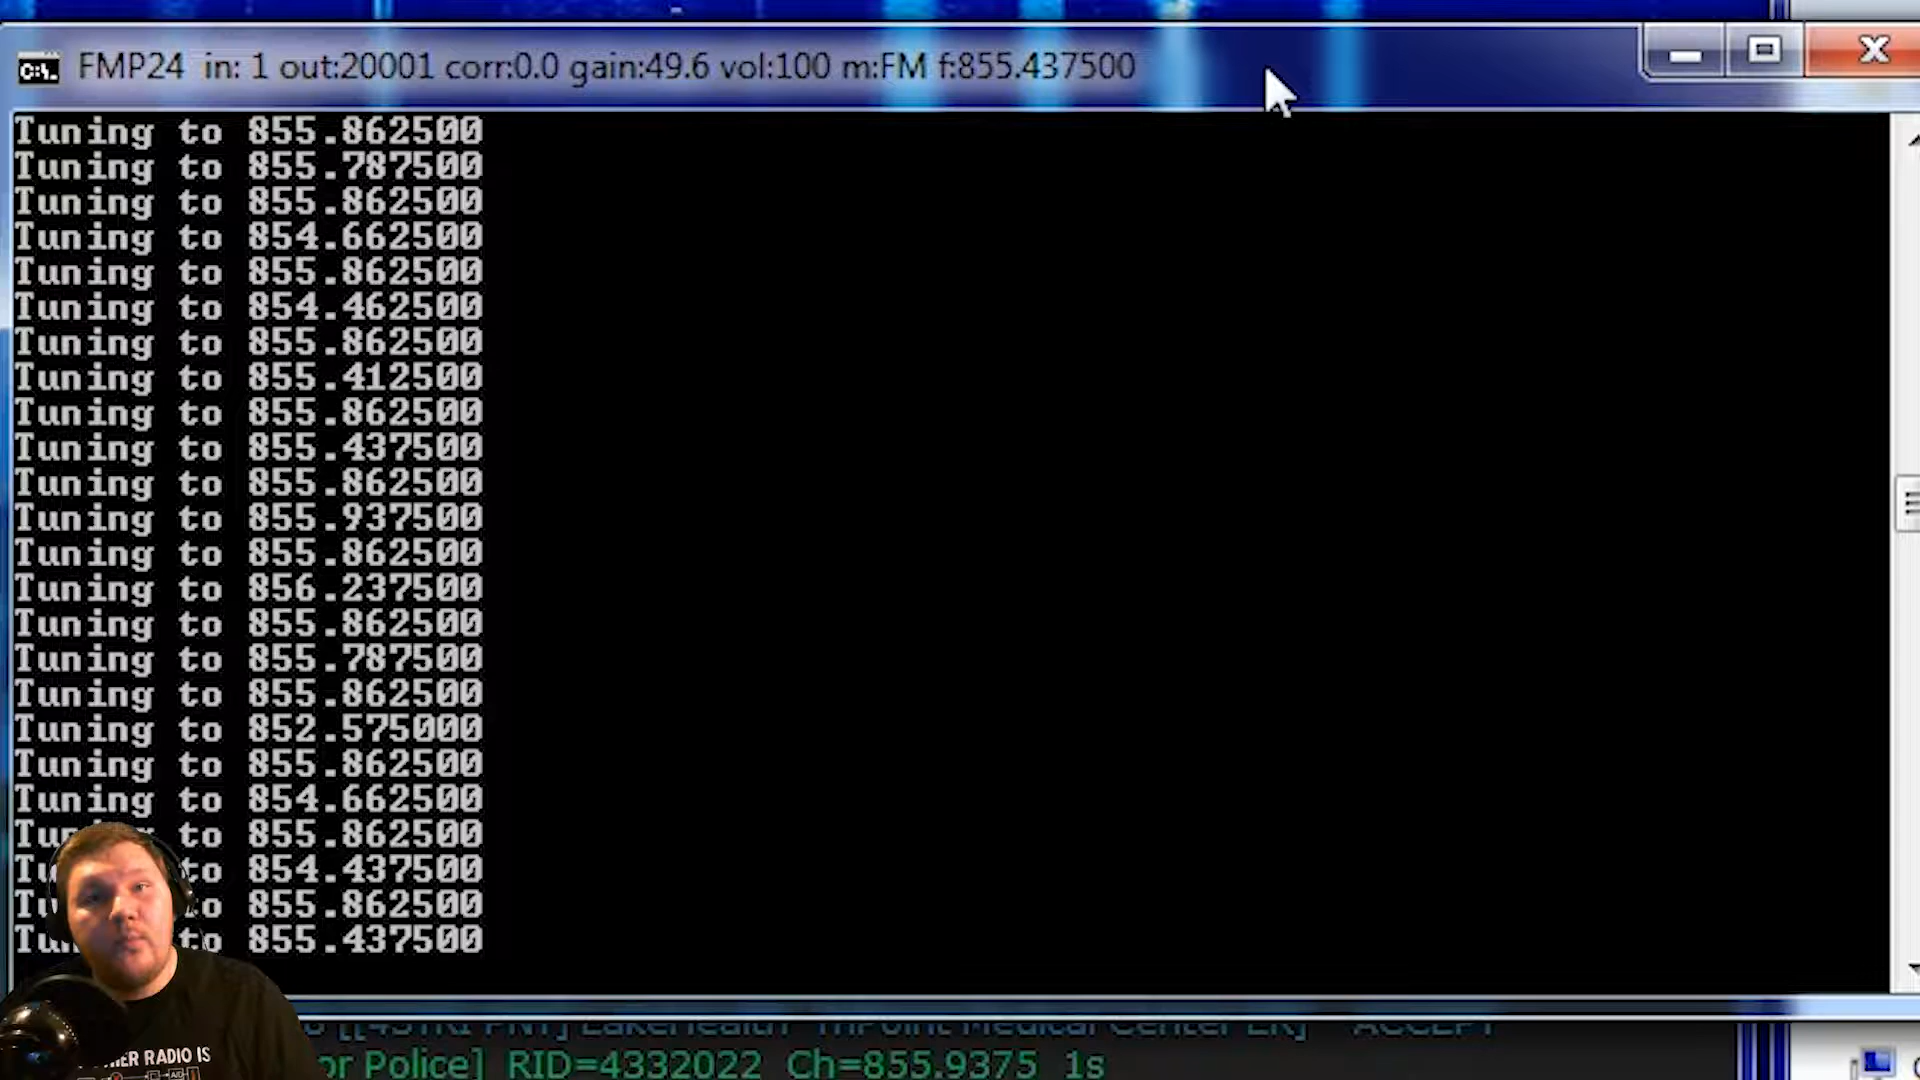 FMP24 in: 1 out:20001 corr:0.0 gain:49.6 vol:100 m:FM f:855.437500
Tuning to 855.862500
Tuning to 855.787500
Tuning to 855.862500
Tuning to 854.662500
Tuning to 855.862500
Tuning to 854.462500
Tuning to 855.862500
Tuning to 855.412500
Tuning to 855.862500
Tuning to 855.437500
Tuning to 855.862500
Tuning to 855.937500
Tuning to 855.862500
Tuning to 856.237500
Tuning to 855.862500
Tuning to 855.787500
Tuning to 855.862500
Tuning to 852.575000
Tuning to 855.862500
Tuning to 854.662500
to 855.862500
to 854.437500
855.862500
to 855.437500
LakeHealth TriPoint Medical Center ER] ACCEPT
or Police] RID=4332022 Ch=855.9375 1s
RADIO IS